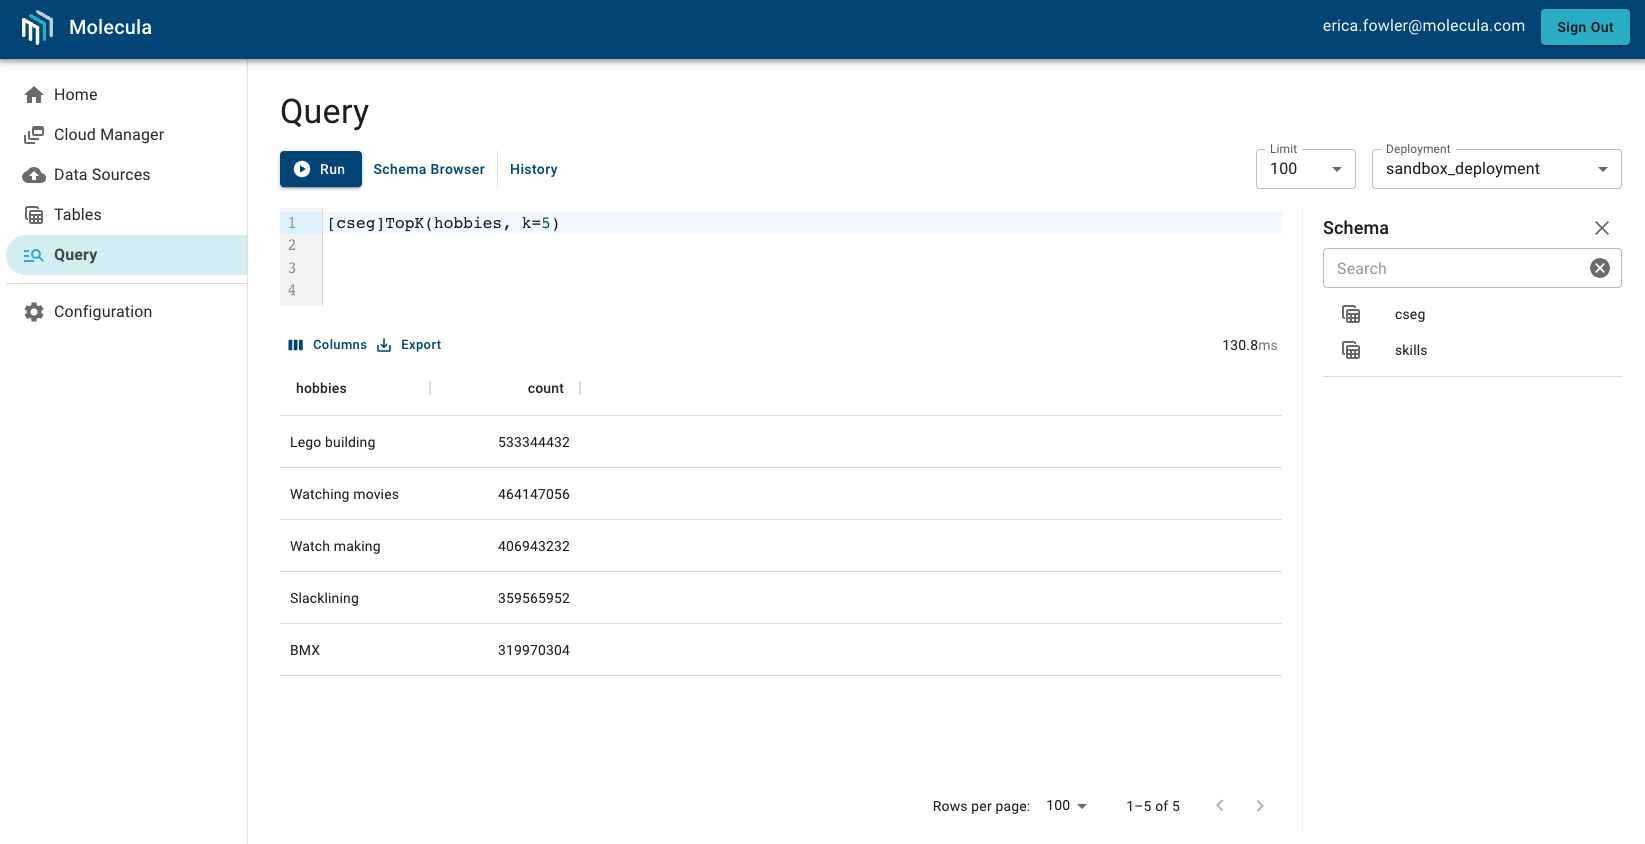 Molecula
erica.fowler@molecula.com
Sign Out
Home
Cloud Manager
Data Sources
Tables
Query
Configuration
Query
Run
Schema Browser
History
Limit
100
Deployment
sandbox_deployment
1 [cseg]TopK(hobbies, k=5)
2
3
4
Columns
Export
130.8ms
hobbies count
Lego building 533344432
Watching movies 464147056
Watch making 406943232
Slacklining 359565952
BMX 319970304
Rows per page: 100 1–5 of 5
Schema
Search
cseg
skills